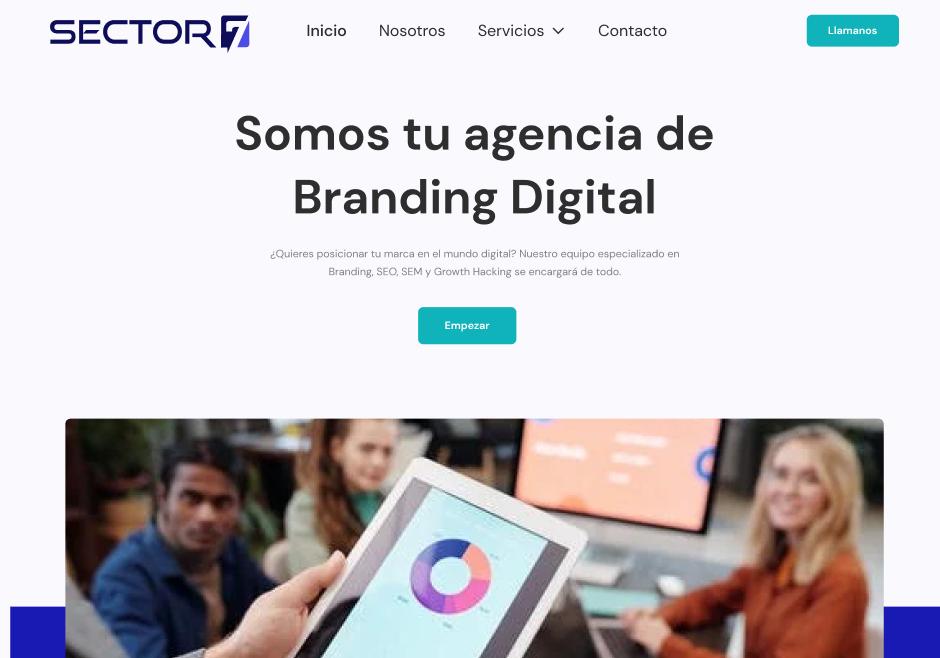 SECTOR 7
Inicio Nosotros Servicios Contacto
Llamanos
Somos tu agencia de
Branding Digital
¿Quieres posicionar tu marca en el mundo digital? Nuestro equipo especializado en
Branding, SEO, SEM y Growth Hacking se encargará de todo.
Empezar